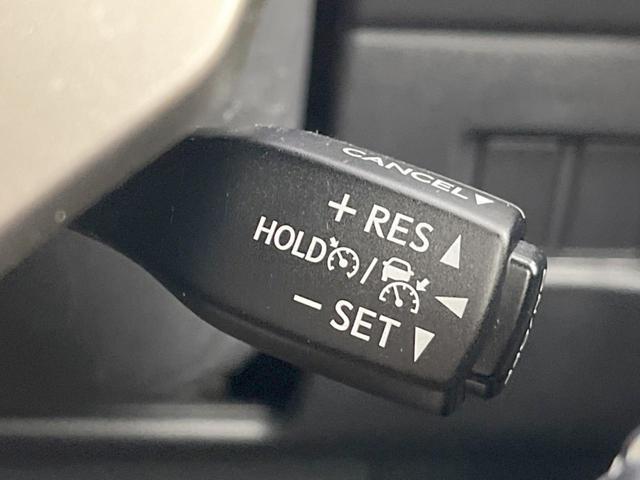 CANCEL▼
+ RES ▲
HOLD / ◀
− SET ▼